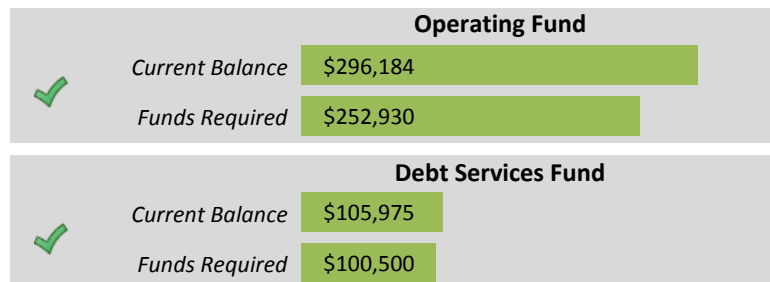 Operating Fund
Current Balance $296,184
Funds Required $252,930
Debt Services Fund
Current Balance $105,975
Funds Required $100,500